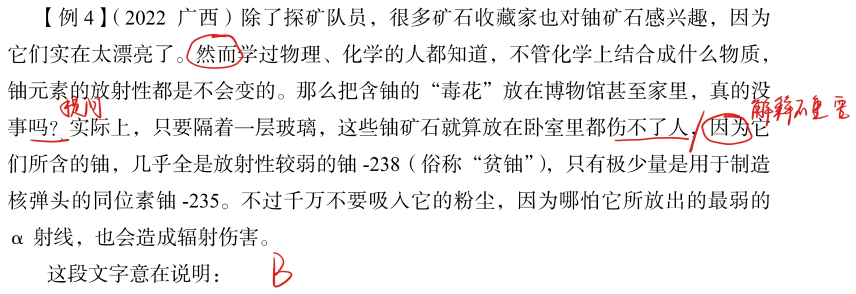 【例4】（2022 广西）除了探矿队员，很多矿石收藏家也对铀矿石感兴趣，因为
它们实在太漂亮了。然而学过物理、化学的人都知道，不管化学上结合成什么物质，
铀元素的放射性都是不会变的。那么把含铀的“毒花”放在博物馆甚至家里，真的没
提问
解释不重要
事吗？实际上，只要隔着一层玻璃，这些铀矿石就算放在卧室里都伤不了人，因为它
们所含的铀，几乎全是放射性较弱的铀-238（俗称“贫铀”），只有极少量是用于制造
核弹头的同位素铀-235。不过千万不要吸入它的粉尘，因为哪怕它所放出的最弱的
α 射线，也会造成辐射伤害。
这段文字意在说明： B